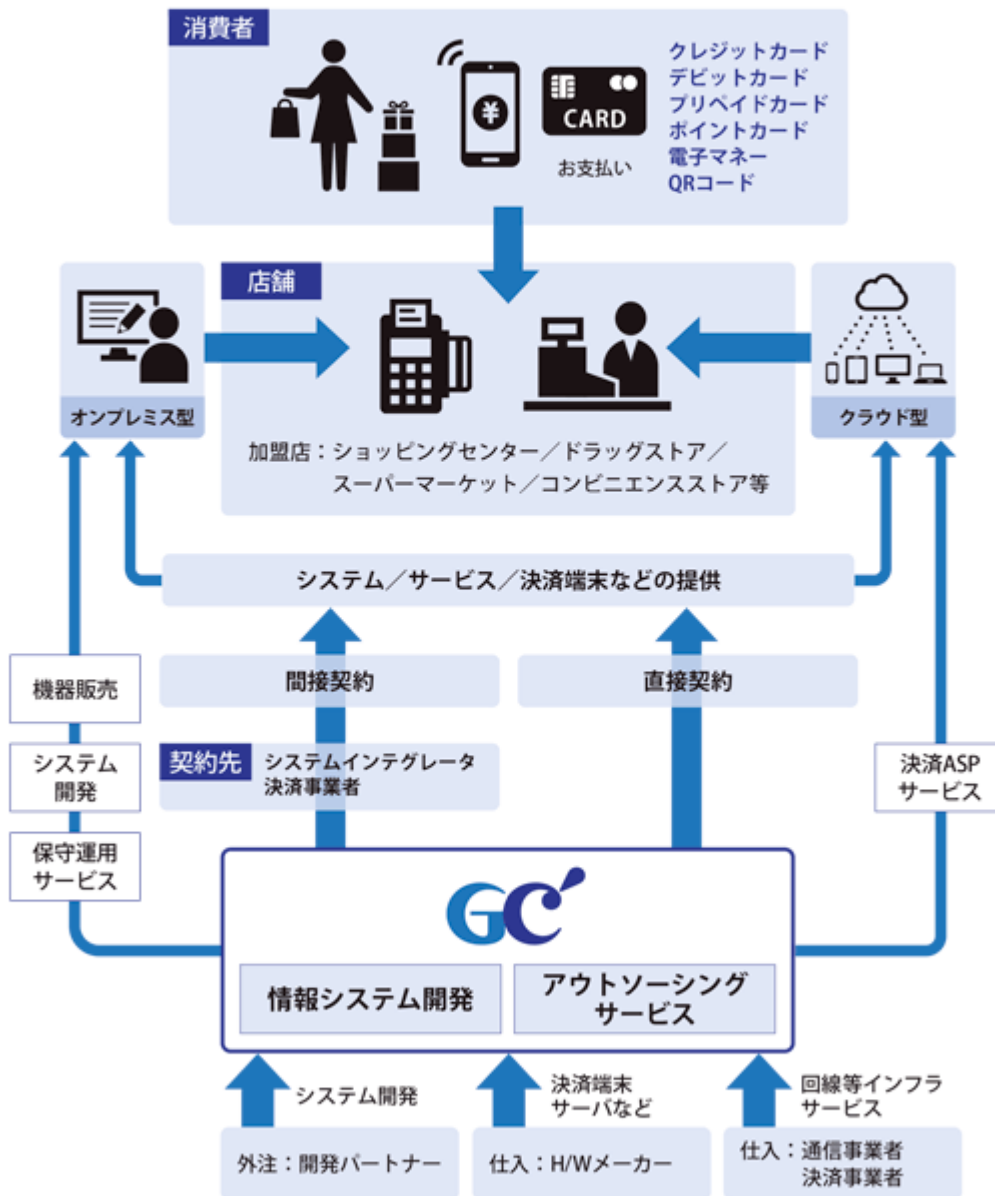 消費者
クレジットカード
デビットカード
プリペイドカード
ポイントカード
電子マネー
QRコード
¥
CARD
お支払い
店舗
オンプレミス型
クラウド型
加盟店：ショッピングセンター／ドラッグストア／
スーパーマーケット／コンビニエンスストア等
システム／サービス／決済端末などの提供
間接契約
直接契約
機器販売
システム
開発
保守運用
サービス
契約先
システムインテグレータ
決済事業者
決済ASP
サービス
GC
情報システム開発
アウトソーシング
サービス
システム開発
決済端末
サーバなど
回線等インフラ
サービス
外注：開発パートナー
仕入：H/Wメーカー
仕入：通信事業者
決済事業者